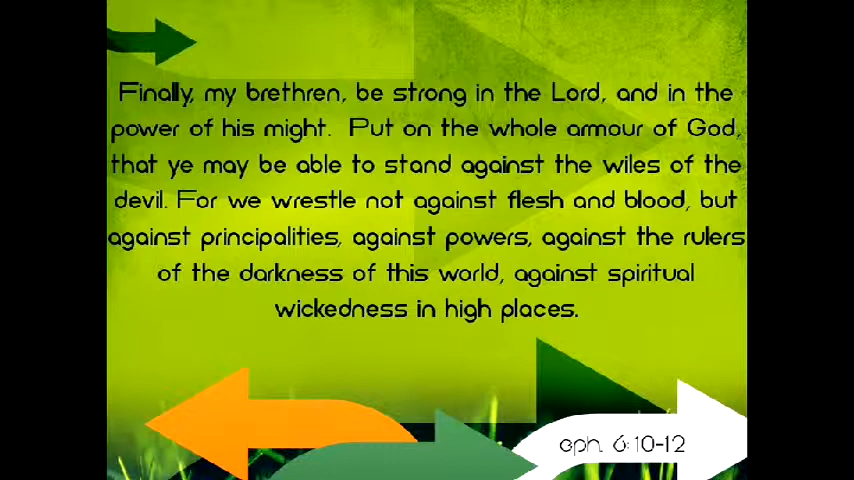 Finally, my brethren, be strong in the Lord, and in the
power of his might. Put on the whole armour of God,
that ye may be able to stand against the wiles of the
devil. For we wrestle not against flesh and blood, but
against principalities, against powers, against the rulers
of the darkness of this world, against spiritual
wickedness in high places.
eph. 6:10-12